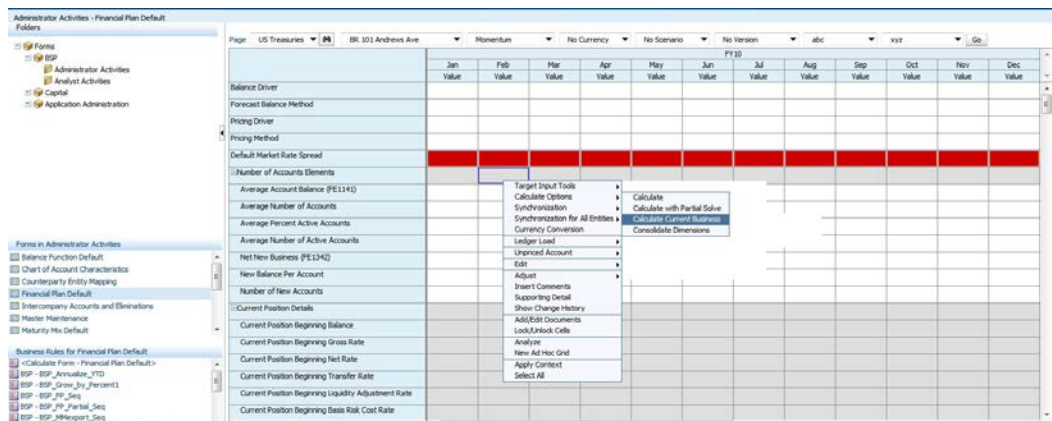 Administrator Activities - Financial Plan Default
Folders
Forms
BSP
Administrator Activities
Analyst Activities
Capital
Application Administration
Forms in Administrator Activities
Balance Function Default
Chart of Account Characteristics
Counterparty Entity Mapping
Financial Plan Default
Intercompany Accounts and Eliminations
Master Maintenance
Maturity Mix Default
Business Rules for Financial Plan Default
<Calculate Form - Financial Plan Default>
BSP - BSP_Annualize_YTD
BSP - BSP_Grow_by_Percent1
BSP - BSP_FP_Seq
BSP - BSP_FP_Partial_Seq
BSP - BSP_MMexport_Seq
Page US Treasuries BR 101 Andrews Ave Momentum No Currency No Scenario No Version abc xyz Go
FY10
Jan Feb Mar Apr May Jun Jul Aug Sep Oct Nov Dec
Value Value Value Value Value Value Value Value Value Value Value Value
Balance Driver
Forecast Balance Method
Pricing Driver
Pricing Method
Default Market Rate Spread
Number of Accounts Elements
Average Account Balance (FE1141)
Average Number of Accounts
Average Percent Active Accounts
Average Number of Active Accounts
Net New Business (FE1342)
New Balance Per Account
Number of New Accounts
Current Position Details
Current Position Beginning Balance
Current Position Beginning Gross Rate
Current Position Beginning Net Rate
Current Position Beginning Transfer Rate
Current Position Beginning Liquidity Adjustment Rate
Current Position Beginning Basis Risk Cost Rate
Target Input Tools
Calculate Options
Synchronization
Synchronization for All Entities
Currency Conversion
Ledger Load
Unpriced Account
Edit
Adjust
Insert Comments
Supporting Detail
Show Change History
Add/Edit Documents
Lock/Unlock Cells
Analyze
New Ad Hoc Grid
Apply Context
Select All
Calculate
Calculate with Partial Solve
Calculate Current Business
Consolidate Dimensions